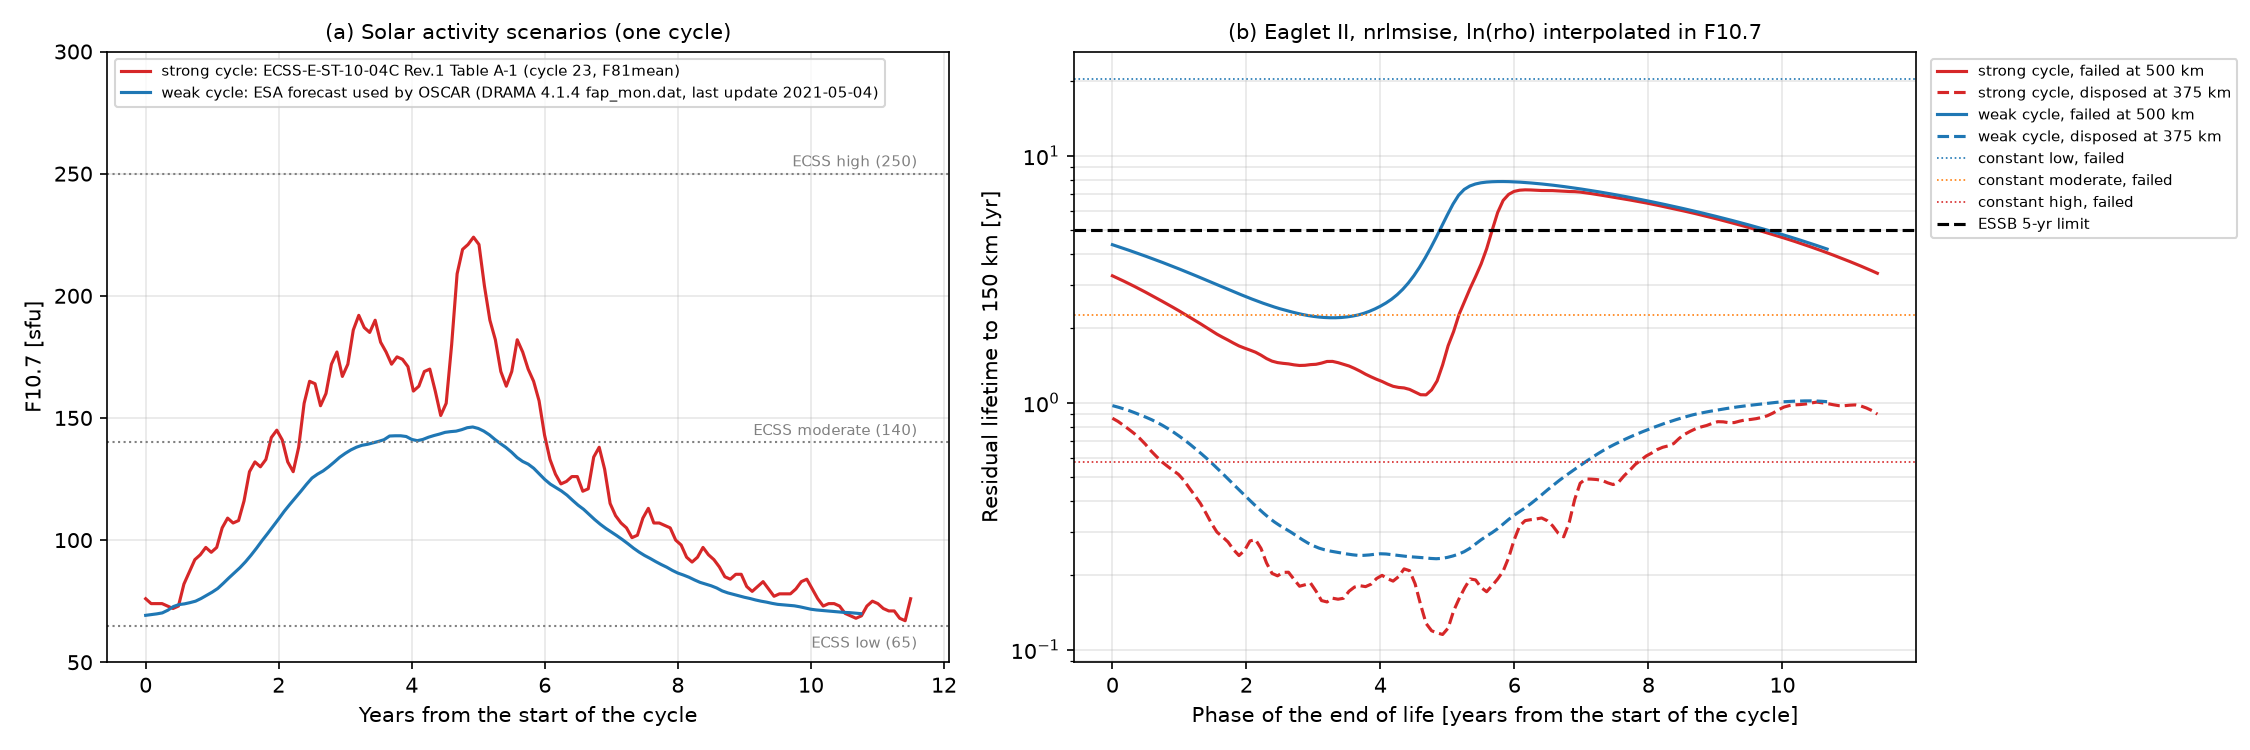 (a) Solar activity scenarios (one cycle)
strong cycle: ECSS-E-ST-10-04C Rev.1 Table A-1 (cycle 23, F81mean)
weak cycle: ESA forecast used by OSCAR (DRAMA 4.1.4 fap_mon.dat, last update 2021-05-04)
ECSS high (250)
ECSS moderate (140)
ECSS low (65)
300
250
200
150
100
50
F10.7 [sfu]
0 2 4 6 8 10 12
Years from the start of the cycle
(b) Eaglet II, nrlmsise, ln(rho) interpolated in F10.7
10¹
10⁰
10⁻¹
Residual lifetime to 150 km [yr]
0 2 4 6 8 10
Phase of the end of life [years from the start of the cycle]
strong cycle, failed at 500 km
strong cycle, disposed at 375 km
weak cycle, failed at 500 km
weak cycle, disposed at 375 km
constant low, failed
constant moderate, failed
constant high, failed
ESSB 5-yr limit